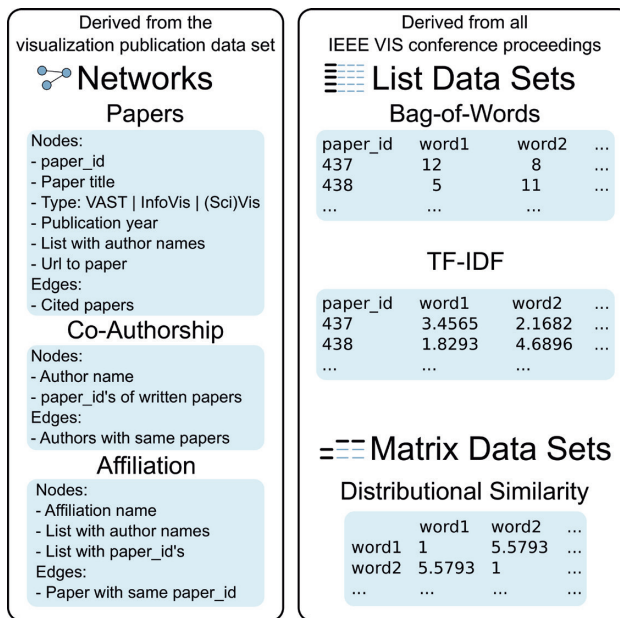 Derived from the
visualization publication data set
Networks
Papers
Nodes:
- paper_id
- Paper title
- Type: VAST | InfoVis | (Sci)Vis
- Publication year
- List with author names
- Url to paper
Edges:
- Cited papers
Co-Authorship
Nodes:
- Author name
- paper_id's of written papers
Edges:
- Authors with same papers
Affiliation
Nodes:
- Affiliation name
- List with author names
- List with paper_id's
Edges:
- Paper with same paper_id
Derived from all
IEEE VIS conference proceedings
List Data Sets
Bag-of-Words
paper_id word1 word2 ...
437 12 8 ...
438 5 11 ...
... ... ...
TF-IDF
paper_id word1 word2 ...
437 3.4565 2.1682 ...
438 1.8293 4.6896 ...
... ... ...
Matrix Data Sets
Distributional Similarity
word1 word2 ...
word1 1 5.5793 ...
word2 5.5793 1 ...
... ... ... ...